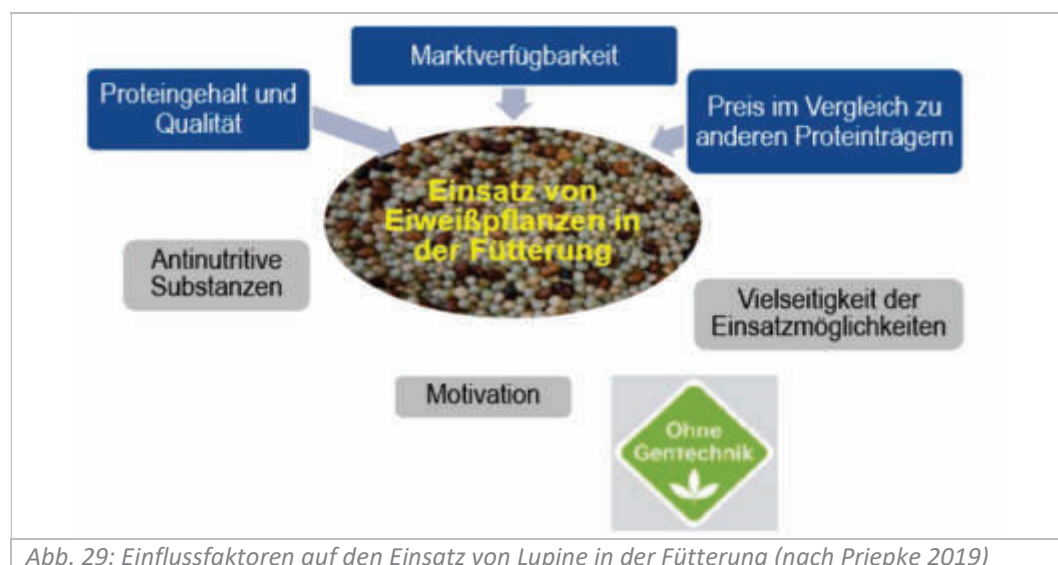 Marktverfügbarkeit
Proteingehalt und
Qualität
Preis im Vergleich zu
anderen Proteinträgern
Einsatz von
Eiweißpflanzen in
der Fütterung
Antinutritive
Substanzen
Vielseitigkeit der
Einsatzmöglichkeiten
Motivation
Ohne
GenTechnik
Abb. 29: Einflussfaktoren auf den Einsatz von Lupine in der Fütterung (nach Priepke 2019)